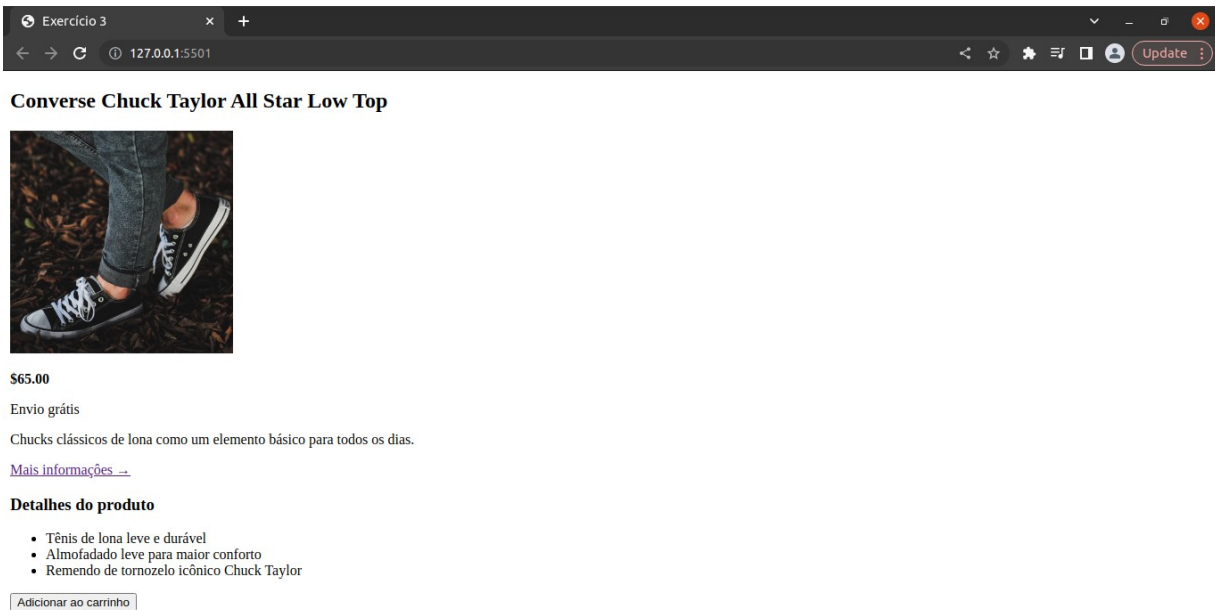 Exercício 3
127.0.0.1:5501
Update
Converse Chuck Taylor All Star Low Top
$65.00
Envio grátis
Chucks clássicos de lona como um elemento básico para todos os dias.
Mais informações →
Detalhes do produto
• Tênis de lona leve e durável
• Almofadado leve para maior conforto
• Remendo de tornozelo icônico Chuck Taylor
Adicionar ao carrinho